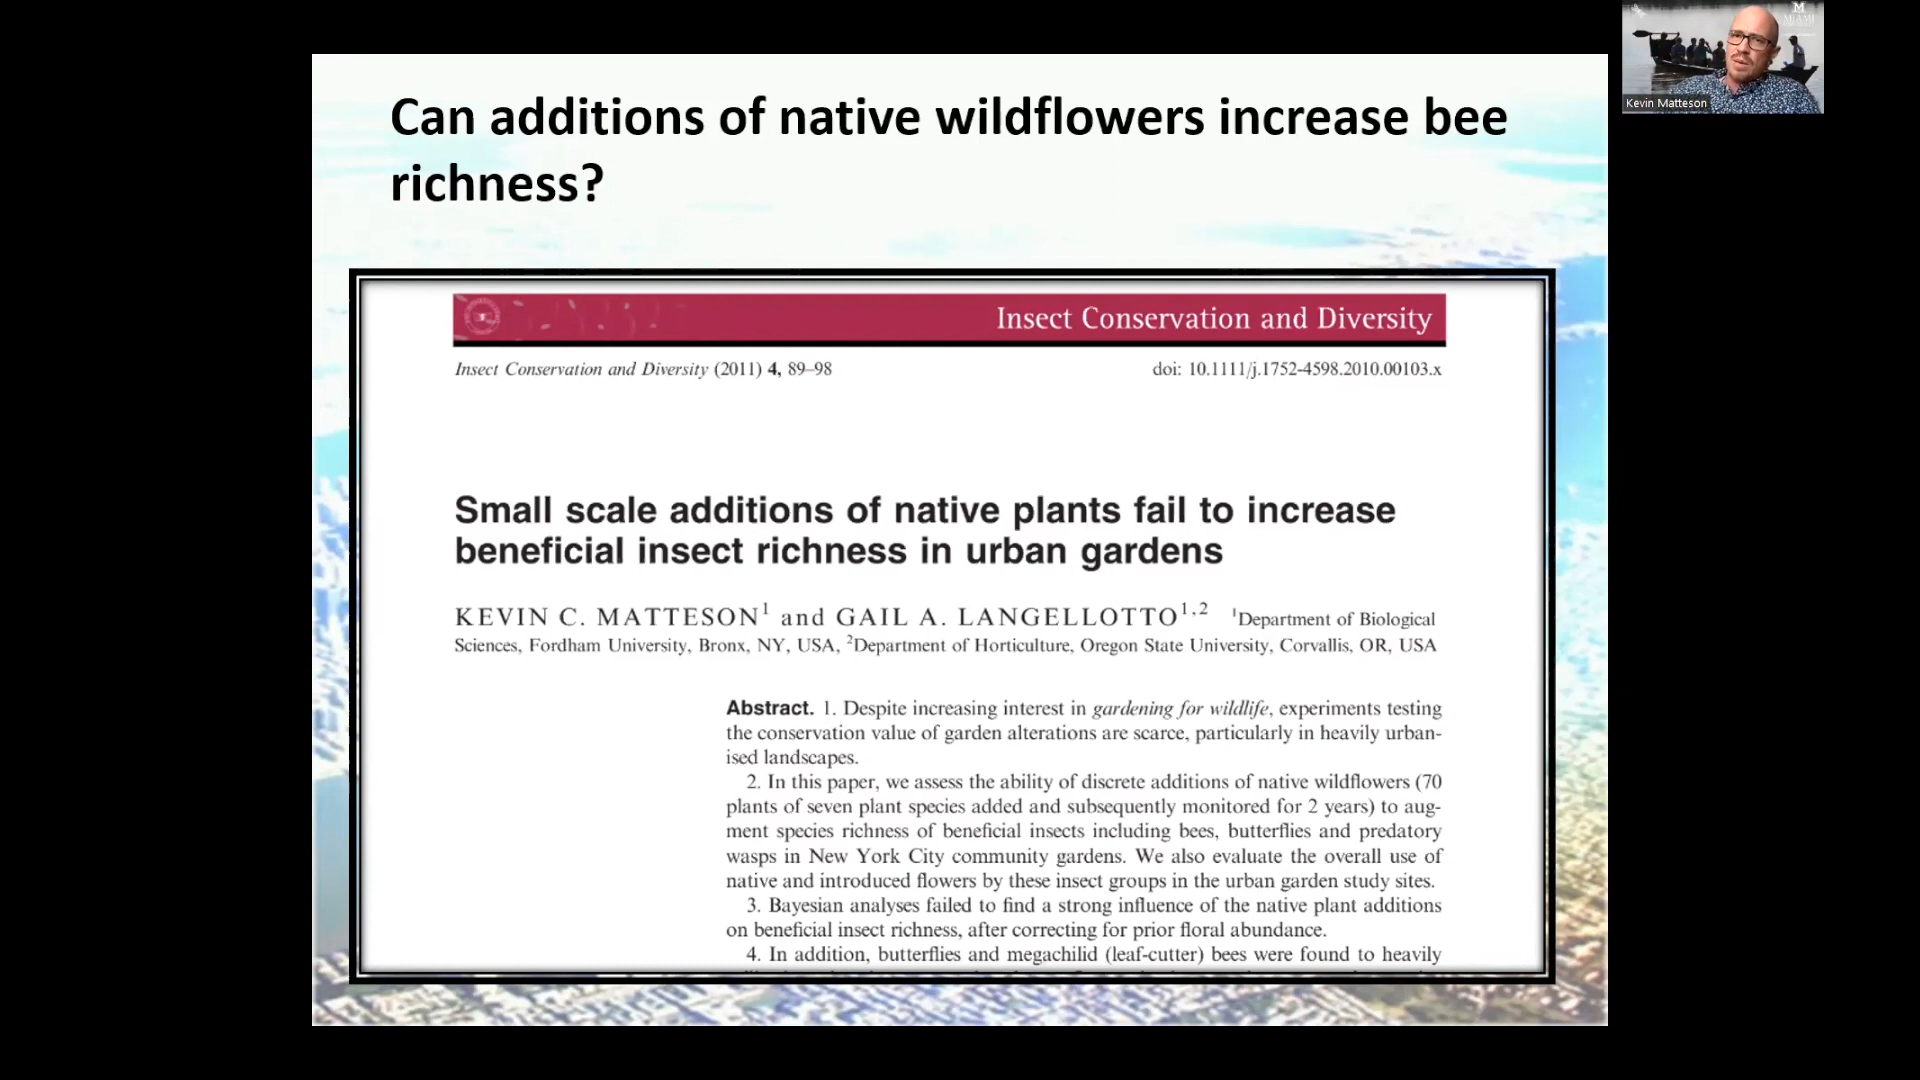 Can additions of native wildflowers increase bee
richness?
Insect Conservation and Diversity
Insect Conservation and Diversity (2011) 4, 89–98
doi: 10.1111/j.1752-4598.2010.00103.x
Small scale additions of native plants fail to increase
beneficial insect richness in urban gardens
KEVIN C. MATTESON¹ and GAIL A. LANGELLOTTO¹,² ¹Department of Biological
Sciences, Fordham University, Bronx, NY, USA, ²Department of Horticulture, Oregon State University, Corvallis, OR, USA
Abstract. 1. Despite increasing interest in gardening for wildlife, experiments testing
the conservation value of garden alterations are scarce, particularly in heavily urban-
ised landscapes.
2. In this paper, we assess the ability of discrete additions of native wildflowers (70
plants of seven plant species added and subsequently monitored for 2 years) to aug-
ment species richness of beneficial insects including bees, butterflies and predatory
wasps in New York City community gardens. We also evaluate the overall use of
native and introduced flowers by these insect groups in the urban garden study sites.
3. Bayesian analyses failed to find a strong influence of the native plant additions
on beneficial insect richness, after correcting for prior floral abundance.
4. In addition, butterflies and megachilid (leaf-cutter) bees were found to heavily
M
MIAMI
Kevin Matteson